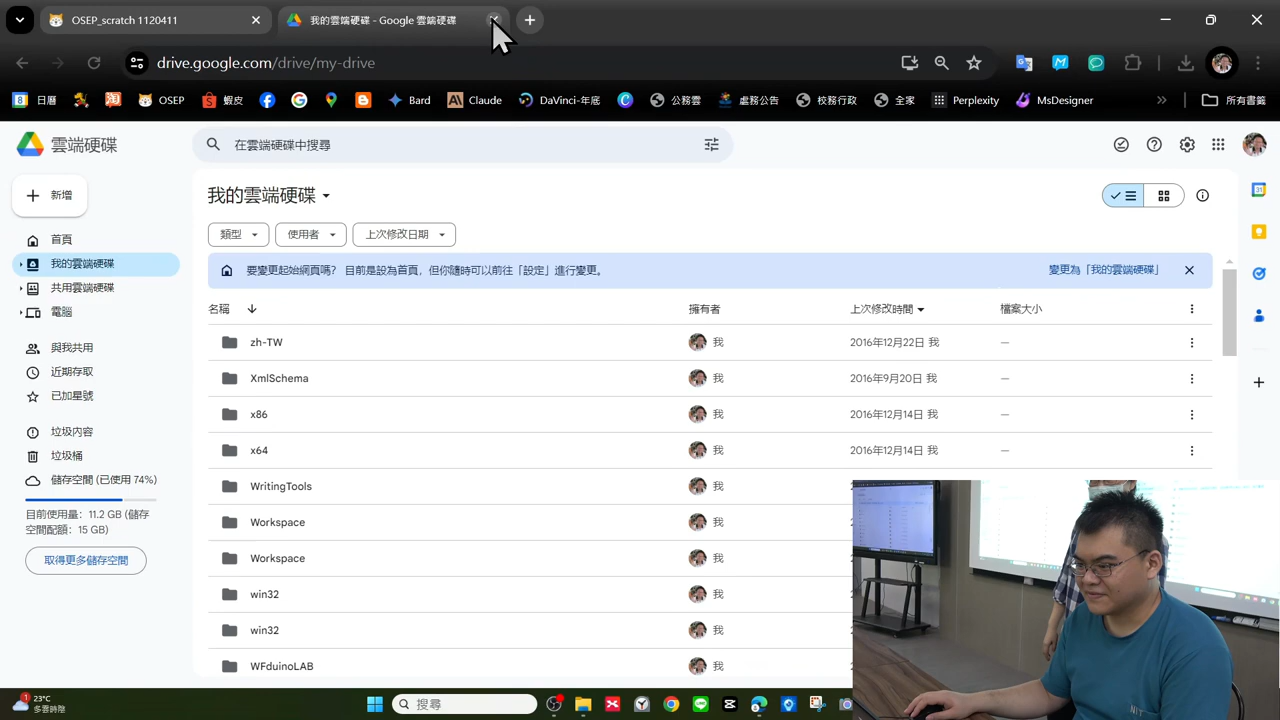 OSEP_scratch 1120411
我的雲端硬碟 - Google 雲端硬碟
drive.google.com/drive/my-drive
日曆
OSEP
蝦皮
Bard
Claude
DaVinci-年底
公務雲
處務公告
校務行政
全家
Perplexity
MsDesigner
所有書籤
雲端硬碟
在雲端硬碟中搜尋
新增
首頁
我的雲端硬碟
共用雲端硬碟
電腦
與我共用
近期存取
已加星號
垃圾內容
垃圾桶
儲存空間 (已使用 74%)
目前使用量：11.2 GB (儲存
空間配額：15 GB)
取得更多儲存空間
我的雲端硬碟
類型
使用者
上次修改日期
要變更起始網頁嗎？ 目前是設為首頁，但你隨時可以前往「設定」進行變更。
變更為「我的雲端硬碟」
名稱 擁有者 上次修改時間 檔案大小
zh-TW 我 2016年12月22日 我 —
XmlSchema 我 2016年9月20日 我 —
x86 我 2016年12月14日 我 —
x64 我 2016年12月14日 我 —
WritingTools 我
Workspace 我
Workspace 我
win32 我
win32 我
WFduinoLAB 我
23°C
多雲時陰
搜尋
NIT